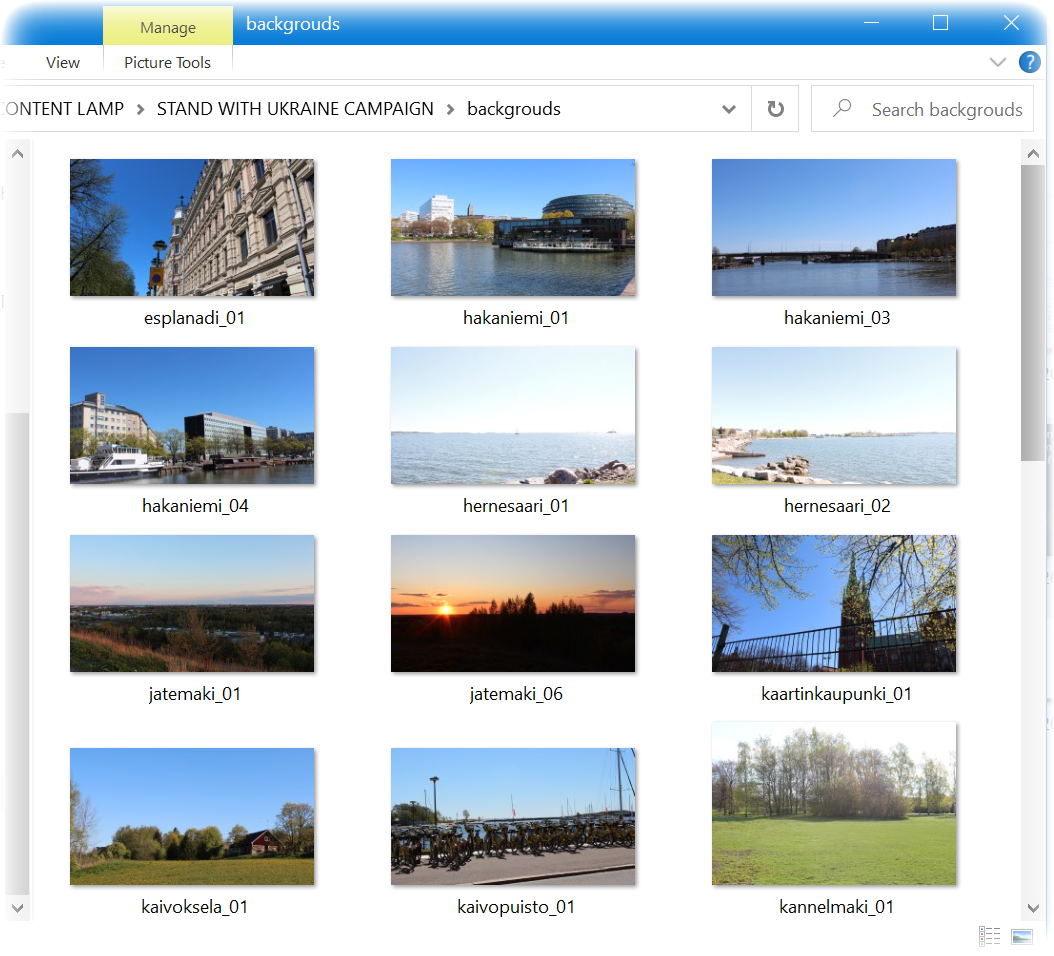 Manage backgrouds
View Picture Tools
?
CONTENT LAMP > STAND WITH UKRAINE CAMPAIGN > backgrouds
Search backgrouds
esplanadi_01 hakaniemi_01 hakaniemi_03
hakaniemi_04 hernesaari_01 hernesaari_02
jatemaki_01 jatemaki_06 kaartinkaupunki_01
kaivoksela_01 kaivopuisto_01 kannelmaki_01